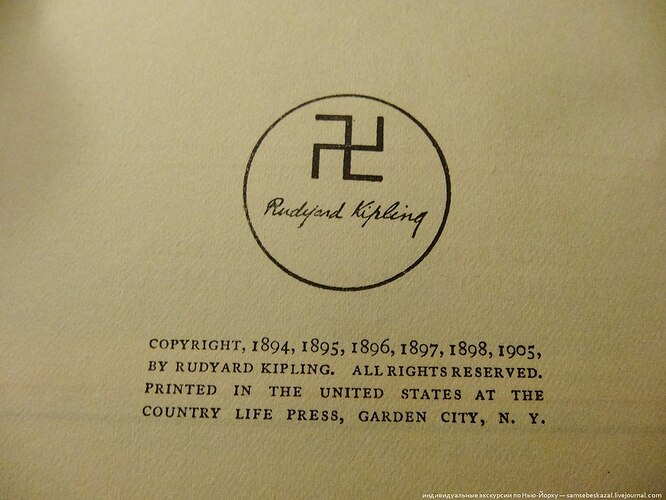 Rudyard Kipling
COPYRIGHT, 1894, 1895, 1896, 1897, 1898, 1905,
BY RUDYARD KIPLING. ALL RIGHTS RESERVED.
PRINTED IN THE UNITED STATES AT THE
COUNTRY LIFE PRESS, GARDEN CITY, N. Y.
индивидуальные экскурсии по Нью-Йорку — samsebeskazal.livejournal.com